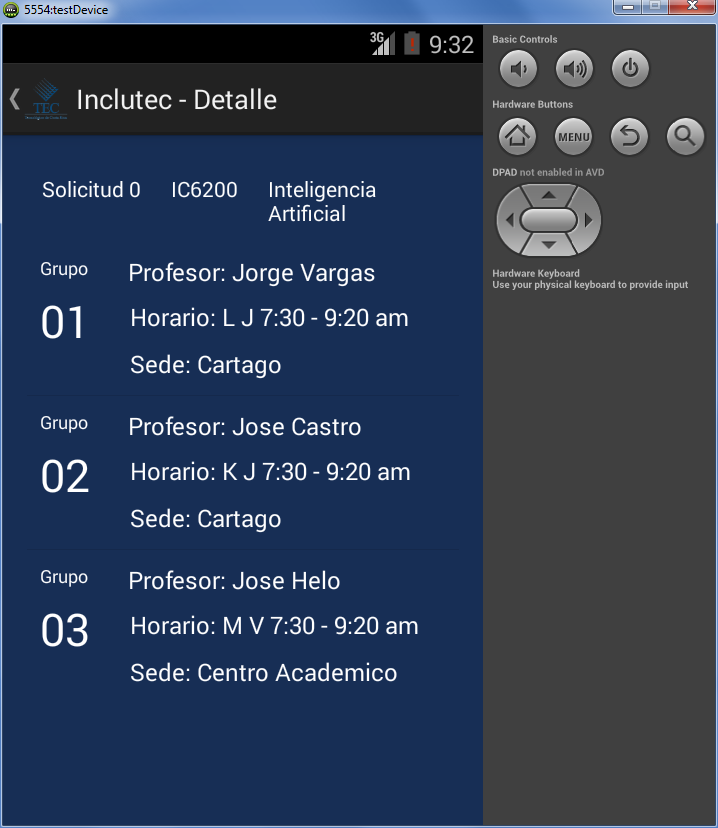 5554:testDevice
3G 9:32
TEC
Inclutec - Detalle
Solicitud 0 IC6200 Inteligencia
Artificial
Grupo
01
Profesor: Jorge Vargas
Horario: L J 7:30 - 9:20 am
Sede: Cartago
Grupo
02
Profesor: Jose Castro
Horario: K J 7:30 - 9:20 am
Sede: Cartago
Grupo
03
Profesor: Jose Helo
Horario: M V 7:30 - 9:20 am
Sede: Centro Academico
Basic Controls
Hardware Buttons
MENU
DPAD not enabled in AVD
Hardware Keyboard
Use your physical keyboard to provide input